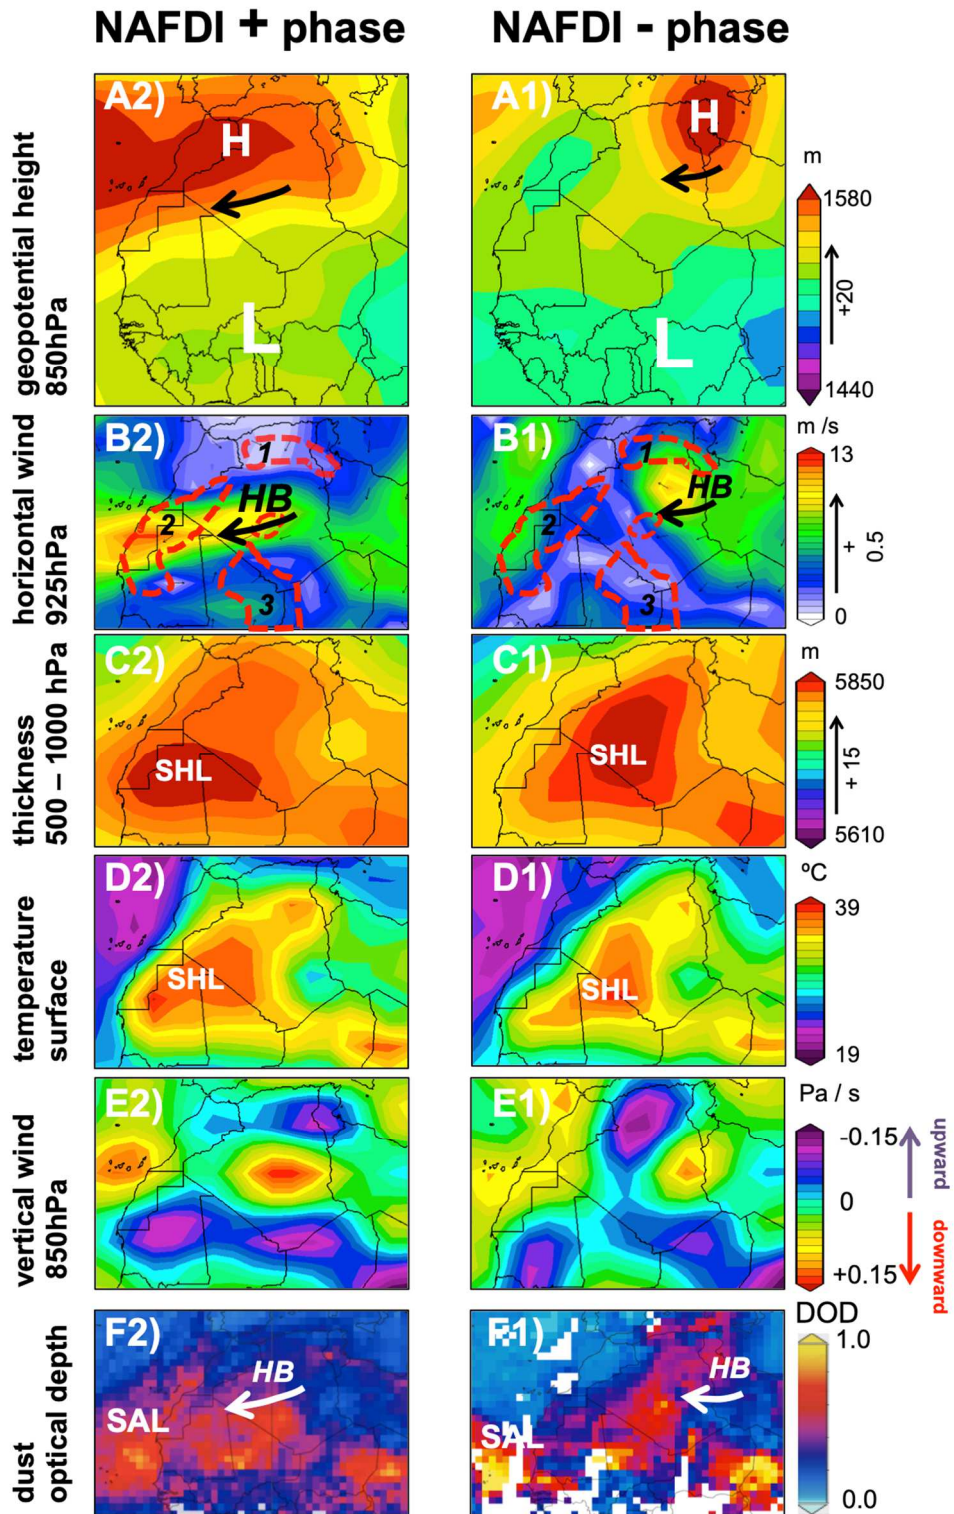 NAFDI + phase
NAFDI - phase
geopotential height
850hPa
A2)
H
L
A1)
H
L
m
1580
+20
1440
horizontal wind
925hPa
B2)
1
HB
2
3
B1)
1
HB
2
3
m /s
13
+ 0.5
0
thickness
500 – 1000 hPa
C2)
SHL
C1)
SHL
m
5850
+ 15
5610
temperature
surface
D2)
SHL
D1)
SHL
ºC
39
19
vertical wind
850hPa
E2)
E1)
Pa / s
-0.15
0
+0.15
upward
downward
dust
optical depth
F2)
HB
SAL
F1)
HB
SAL
DOD
1.0
0.0